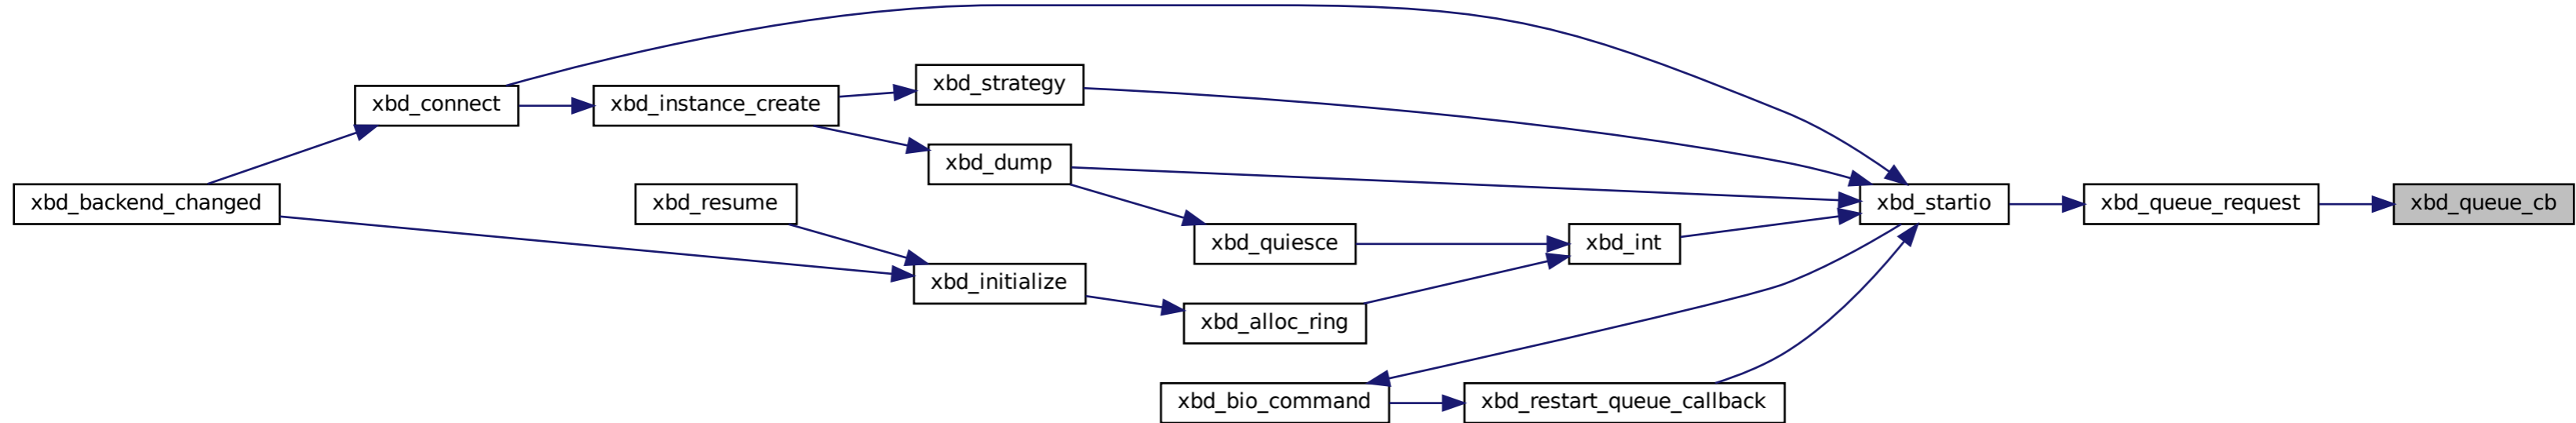 xbd_strategy
xbd_connect
xbd_instance_create
xbd_dump
xbd_backend_changed
xbd_resume
xbd_startio
xbd_queue_request
xbd_queue_cb
xbd_quiesce
xbd_int
xbd_initialize
xbd_alloc_ring
xbd_bio_command
xbd_restart_queue_callback